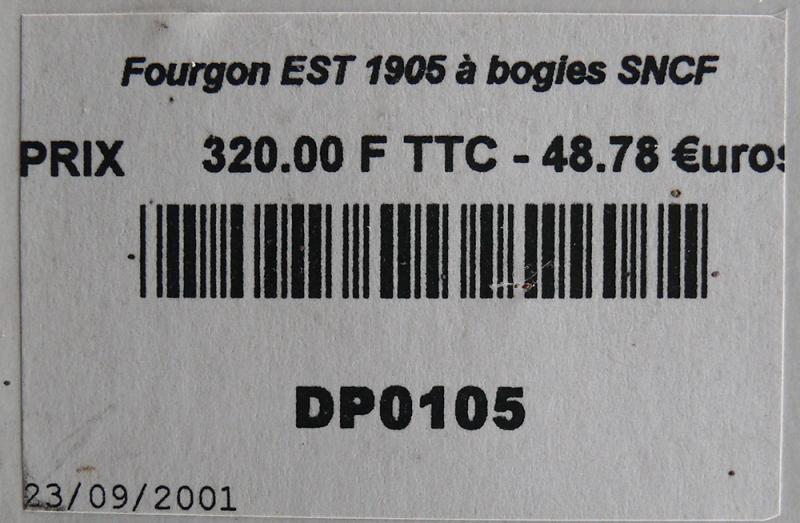 Fourgon EST 1905 à bogies SNCF
PRIX 320.00 F TTC - 48.78 €uros
DP0105
23/09/2001